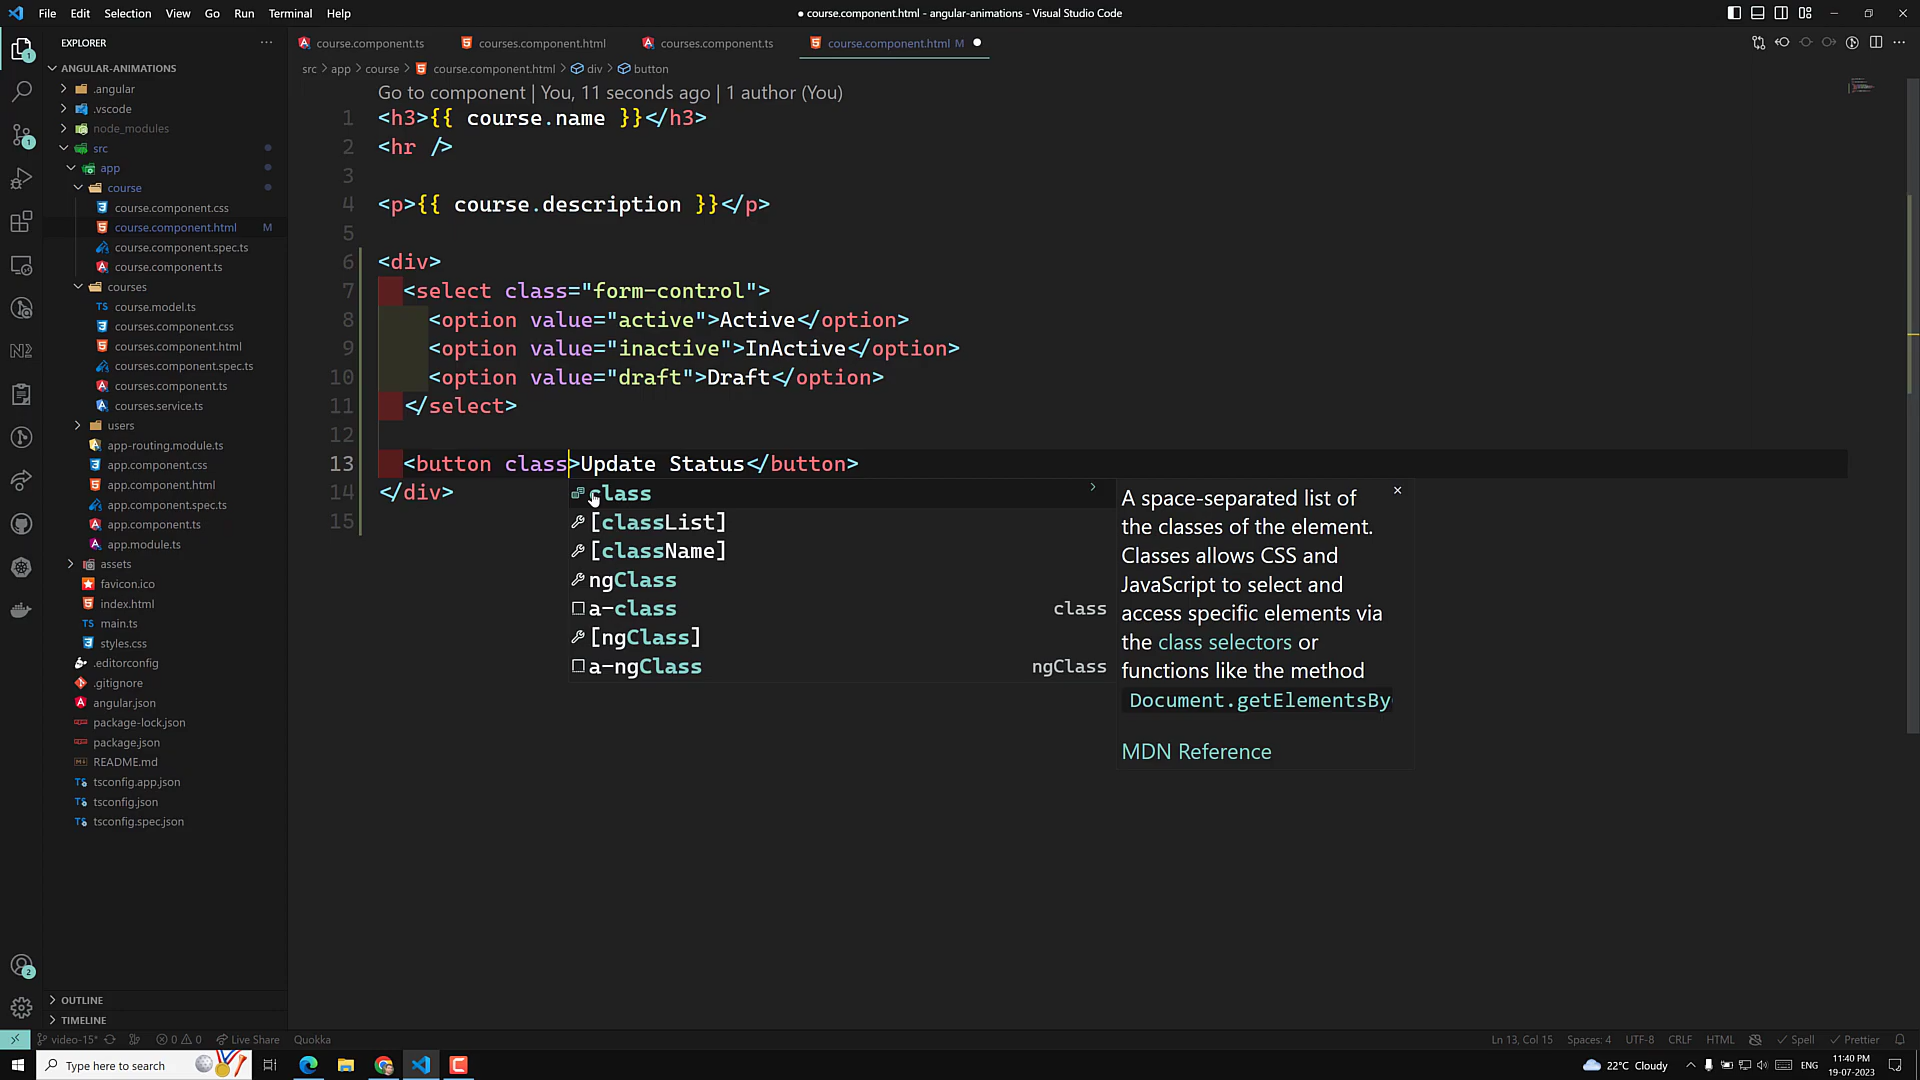 File Edit Selection View Go Run Terminal Help
● course.component.html - angular-animations - Visual Studio Code
EXPLORER
ANGULAR-ANIMATIONS
.angular
.vscode
node_modules
src
app
course
course.component.css
course.component.html M
course.component.spec.ts
course.component.ts
courses
course.model.ts
courses.component.css
courses.component.html
courses.component.spec.ts
courses.component.ts
courses.service.ts
users
app-routing.module.ts
app.component.css
app.component.html
app.component.spec.ts
app.component.ts
app.module.ts
assets
favicon.ico
index.html
main.ts
styles.css
.editorconfig
.gitignore
angular.json
package-lock.json
package.json
README.md
tsconfig.app.json
tsconfig.json
tsconfig.spec.json
OUTLINE
TIMELINE
course.component.ts courses.component.html courses.component.ts course.component.html M
src > app > course > course.component.html > div > button
Go to component | You, 11 seconds ago | 1 author (You)
1 <h3>{{ course.name }}</h3>
2 <hr />
3
4 <p>{{ course.description }}</p>
5
6 <div>
7 <select class="form-control">
8 <option value="active">Active</option>
9 <option value="inactive">InActive</option>
10 <option value="draft">Draft</option>
11 </select>
12
13 <button class>Update Status</button>
14 </div>
15
class
[classList]
[className]
ngClass
a-class class
[ngClass]
a-ngClass ngClass
A space-separated list of
the classes of the element.
Classes allows CSS and
JavaScript to select and
access specific elements via
the class selectors or
functions like the method
Document.getElementsBy
MDN Reference
video-15* 0 0 Live Share Quokka
Ln 13, Col 15 Spaces: 4 UTF-8 CRLF HTML Spell Prettier
Type here to search
22°C Cloudy ENG
11:40 PM
19-07-2023